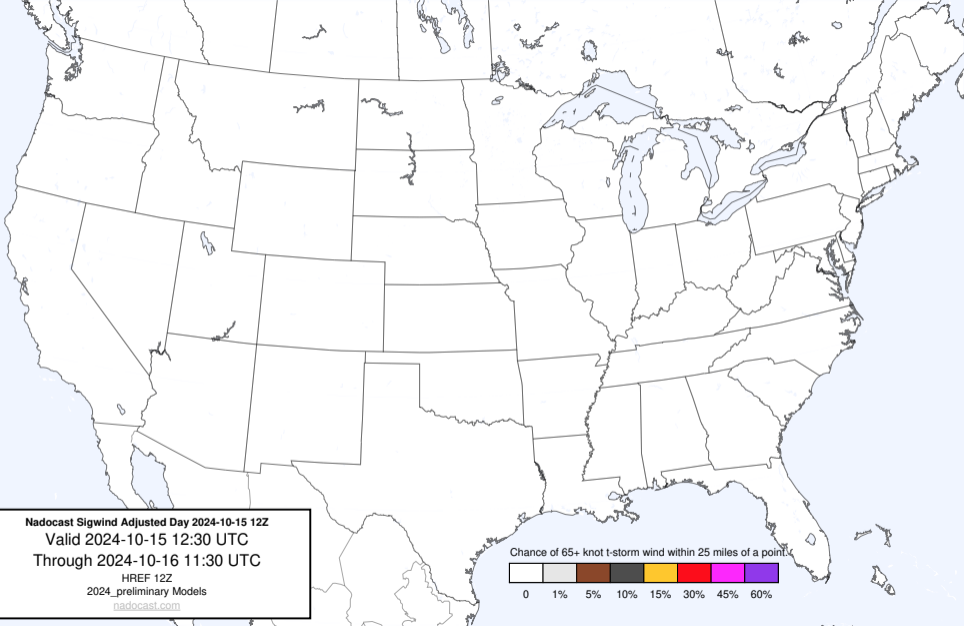 Nadocast Sigwind Adjusted Day 2024-10-15 12Z
Valid 2024-10-15 12:30 UTC
Through 2024-10-16 11:30 UTC
HREF 12Z
2024_preliminary Models
nadocast.com
Chance of 65+ knot t-storm wind within 25 miles of a point.
0 1% 5% 10% 15% 30% 45% 60%